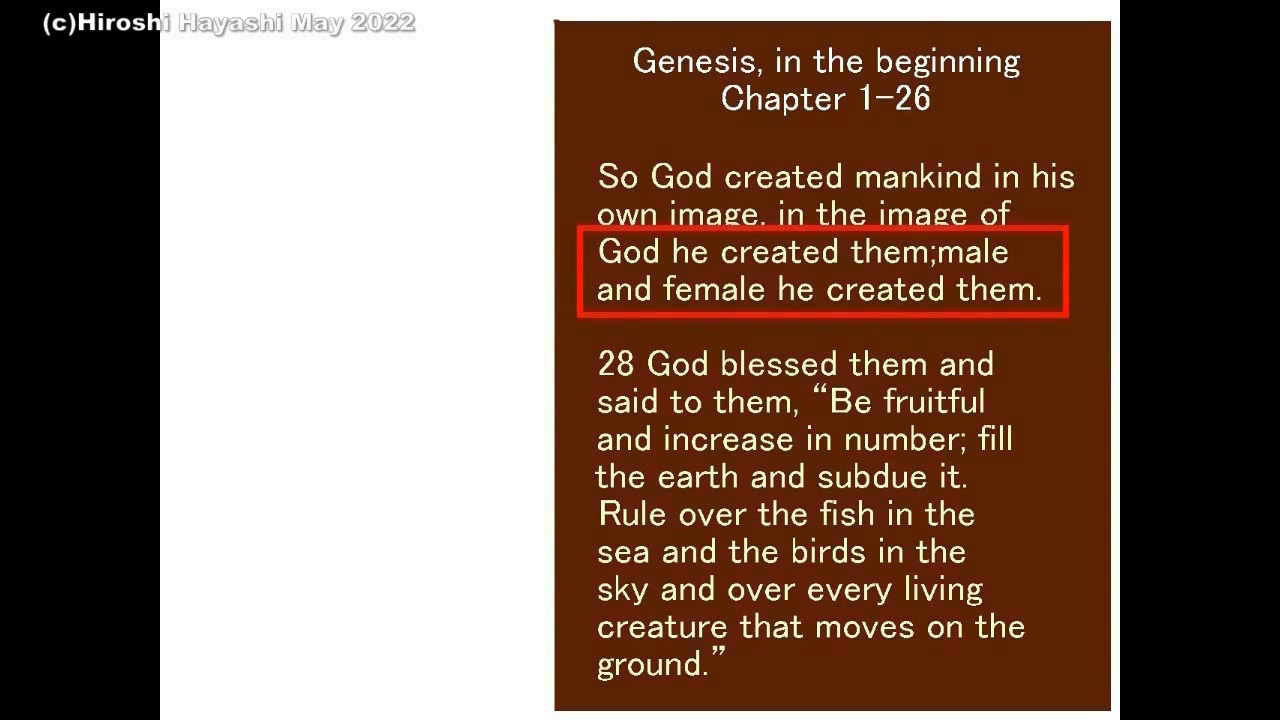 (c)Hiroshi Hayashi May 2022
Genesis, in the beginning
Chapter 1-26
So God created mankind in his
own image, in the image of
God he created them;male
and female he created them.
28 God blessed them and
said to them, “Be fruitful
and increase in number; fill
the earth and subdue it.
Rule over the fish in the
sea and the birds in the
sky and over every living
creature that moves on the
ground.”